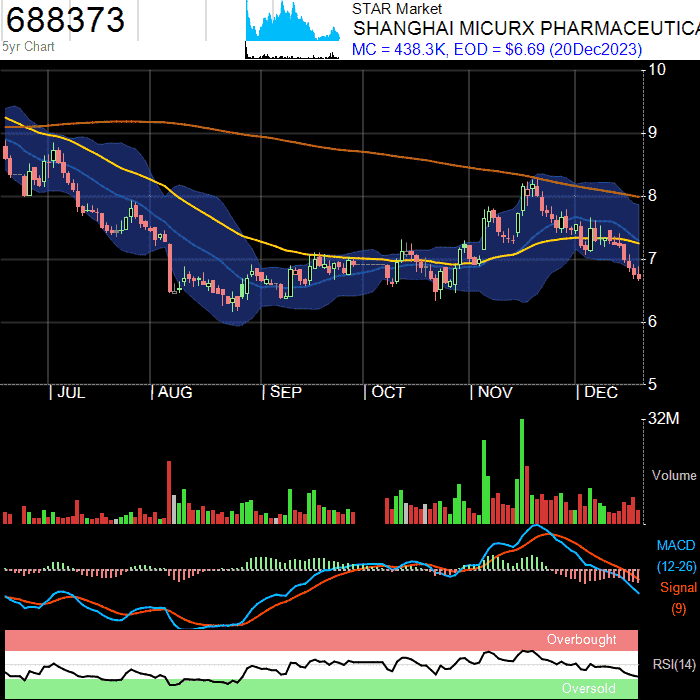 688373
5yr Chart
STAR Market
SHANGHAI MICURX PHARMACEUTICA
MC = 438.3K, EOD = $6.69 (20Dec2023)
10
9
8
7
6
5
JUL
AUG
SEP
OCT
NOV
DEC
32M
Volume
MACD
(12-26)
Signal
(9)
Overbought
RSI(14)
Oversold